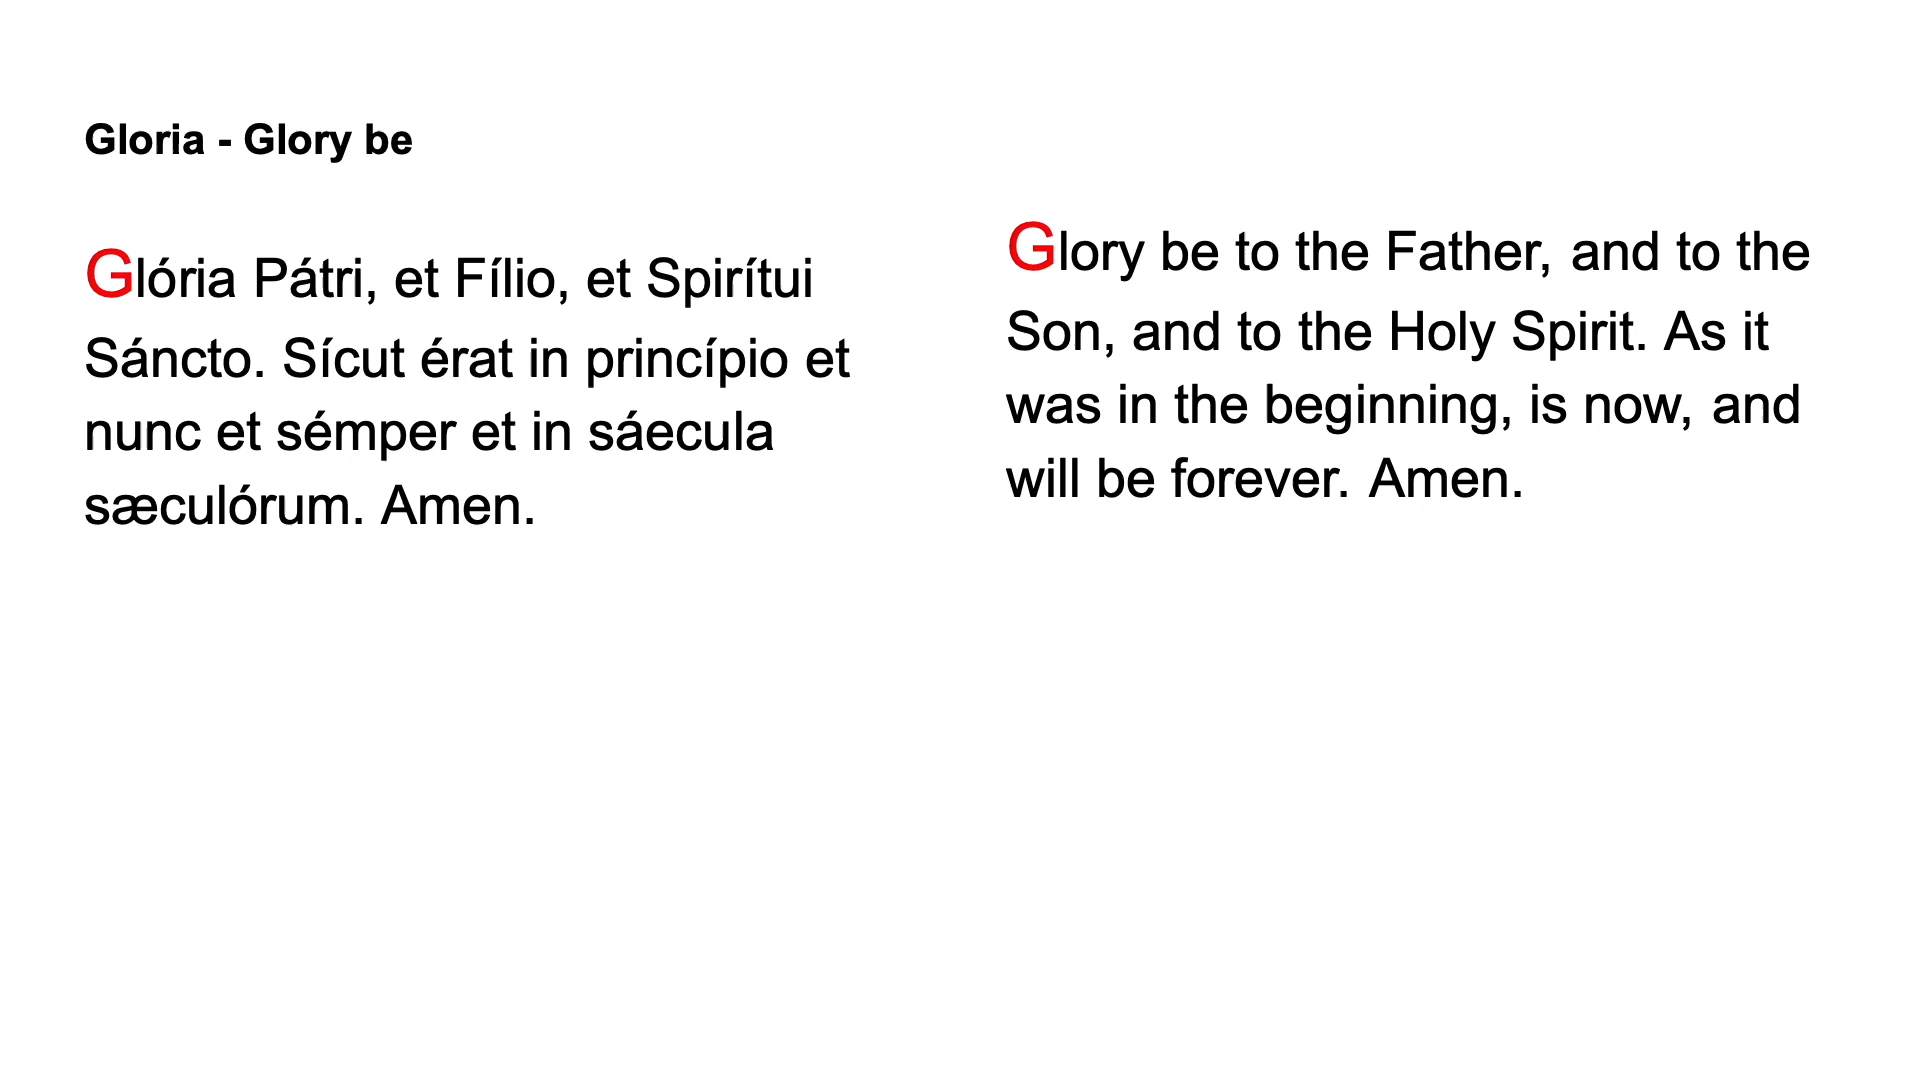 Gloria - Glory be
Glória Pátri, et Fílio, et Spirítui
Sáncto. Sícut érat in princípio et
nunc et sémper et in sáecula
sæculórum. Amen.
Glory be to the Father, and to the
Son, and to the Holy Spirit. As it
was in the beginning, is now, and
will be forever. Amen.